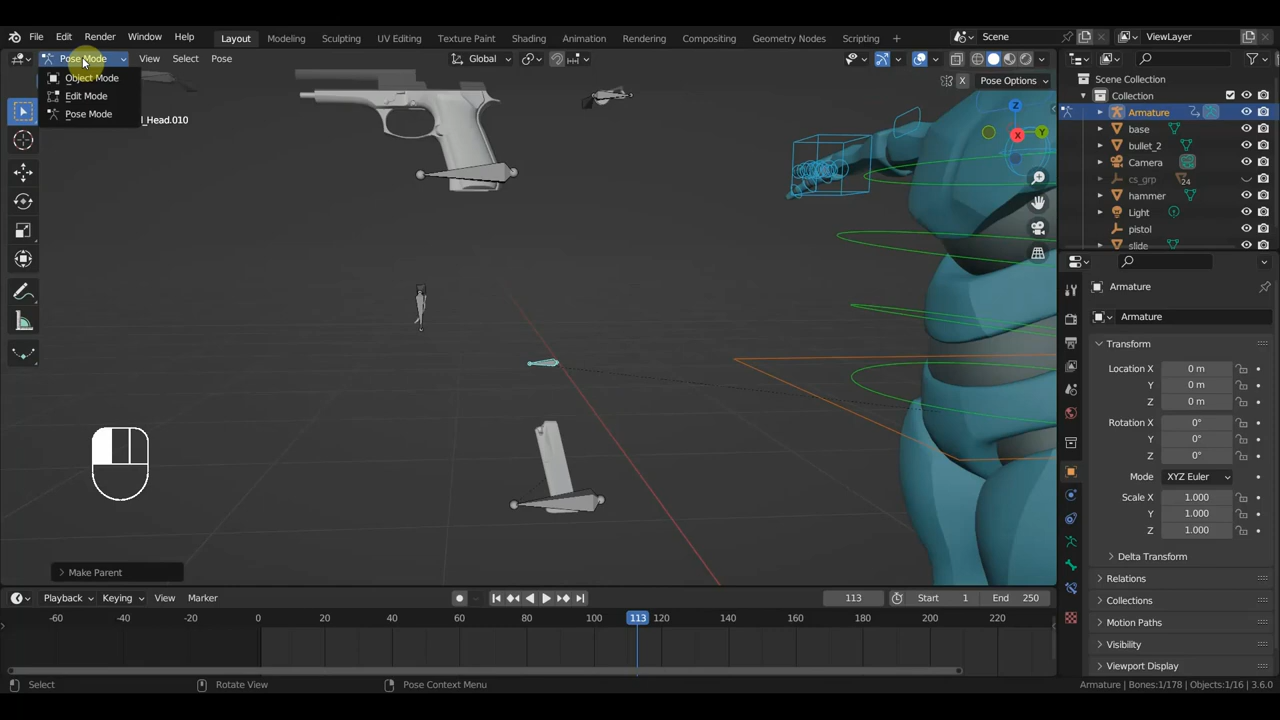 File Edit Render Window Help Layout Modeling Sculpting UV Editing Texture Paint Shading Animation Rendering Compositing Geometry Nodes Scripting Scene ViewLayer
Pose Mode View Select Pose Global
Object Mode
Edit Mode
Pose Mode
l_Head.010
Pose Options
X
Y
Z
Scene Collection
Collection
Armature
base
bullet_2
Camera
cs_grp 24
hammer
Light
pistol
slide
Armature
Armature
Transform
Location X 0 m
Y 0 m
Z 0 m
Rotation X 0°
Y 0°
Z 0°
Mode XYZ Euler
Scale X 1.000
Y 1.000
Z 1.000
Delta Transform
Relations
Collections
Motion Paths
Visibility
Viewport Display
Make Parent
Playback Keying View Marker 113 Start 1 End 250
-60 -40 -20 0 20 40 60 80 100 113 120 140 160 180 200 220
Select Rotate View Pose Context Menu Armature | Bones:1/178 | Objects:1/16 | 3.6.0